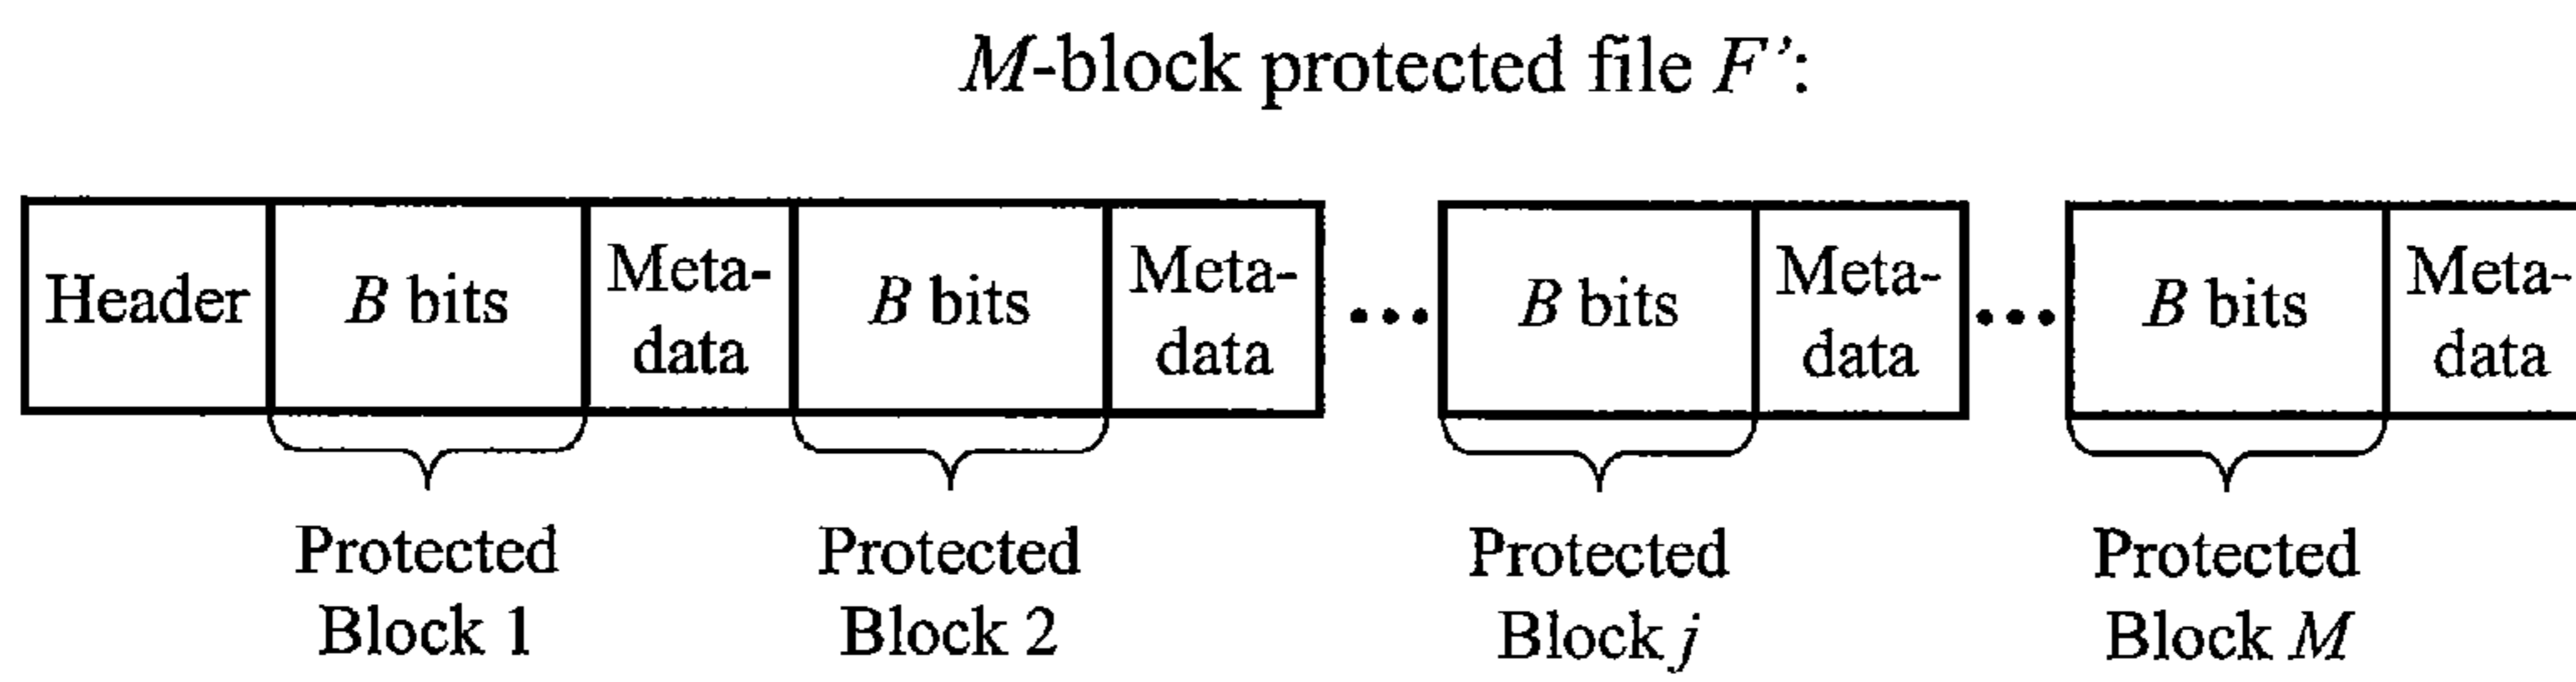 M-block protected file F':
Header
B bits
Meta-
data
B bits
Meta-
data
...
B bits
Meta-
data
...
B bits
Meta-
data
Protected
Block 1
Protected
Block 2
Protected
Block j
Protected
Block M